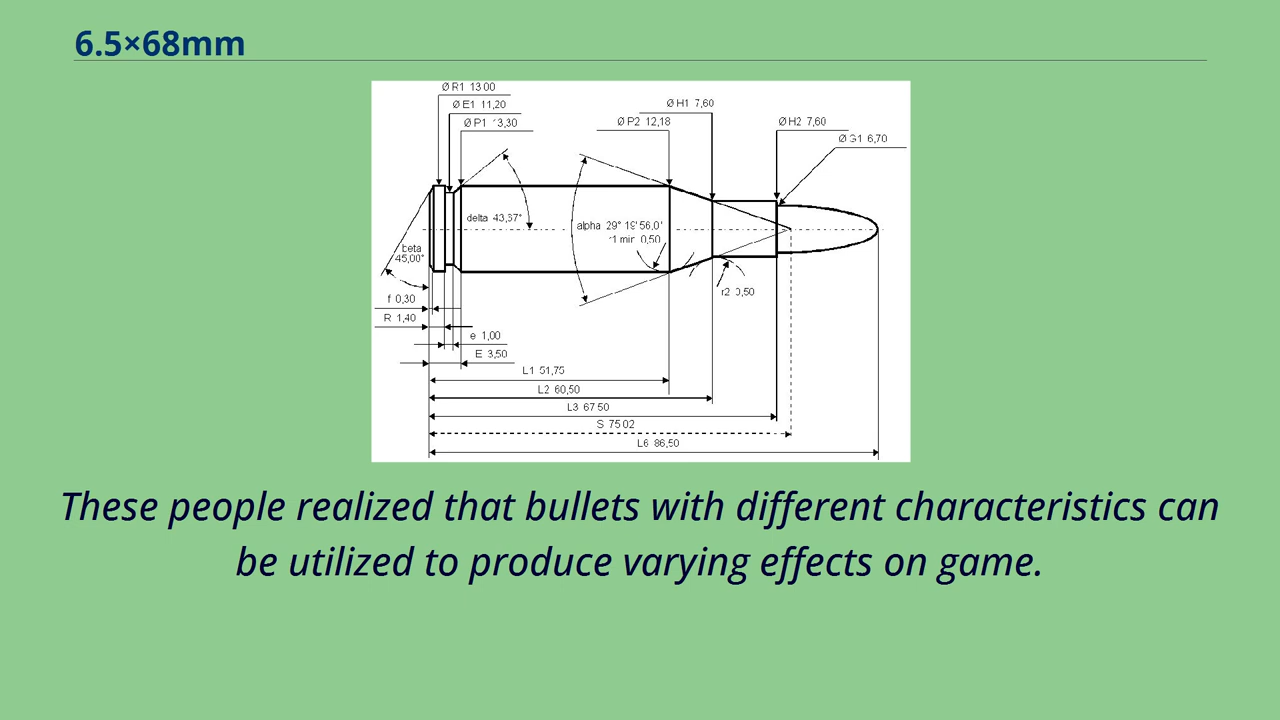 6.5×68mm
Ø R1 13 00
Ø E1 11,20
Ø P1 13,30
Ø P2 12,18
Ø H1 7,60
Ø H2 7,60
Ø G1 6,70
delta 43,37°
alpha 29° 19' 56.0'
r1 min 0,50
beta
45,00°
r2 0,50
f 0,30
R 1,40
e 1,00
E 3,50
L1 51,75
L2 60,50
L3 67 50
S 75 02
L6 86,50
These people realized that bullets with different characteristics can
be utilized to produce varying effects on game.